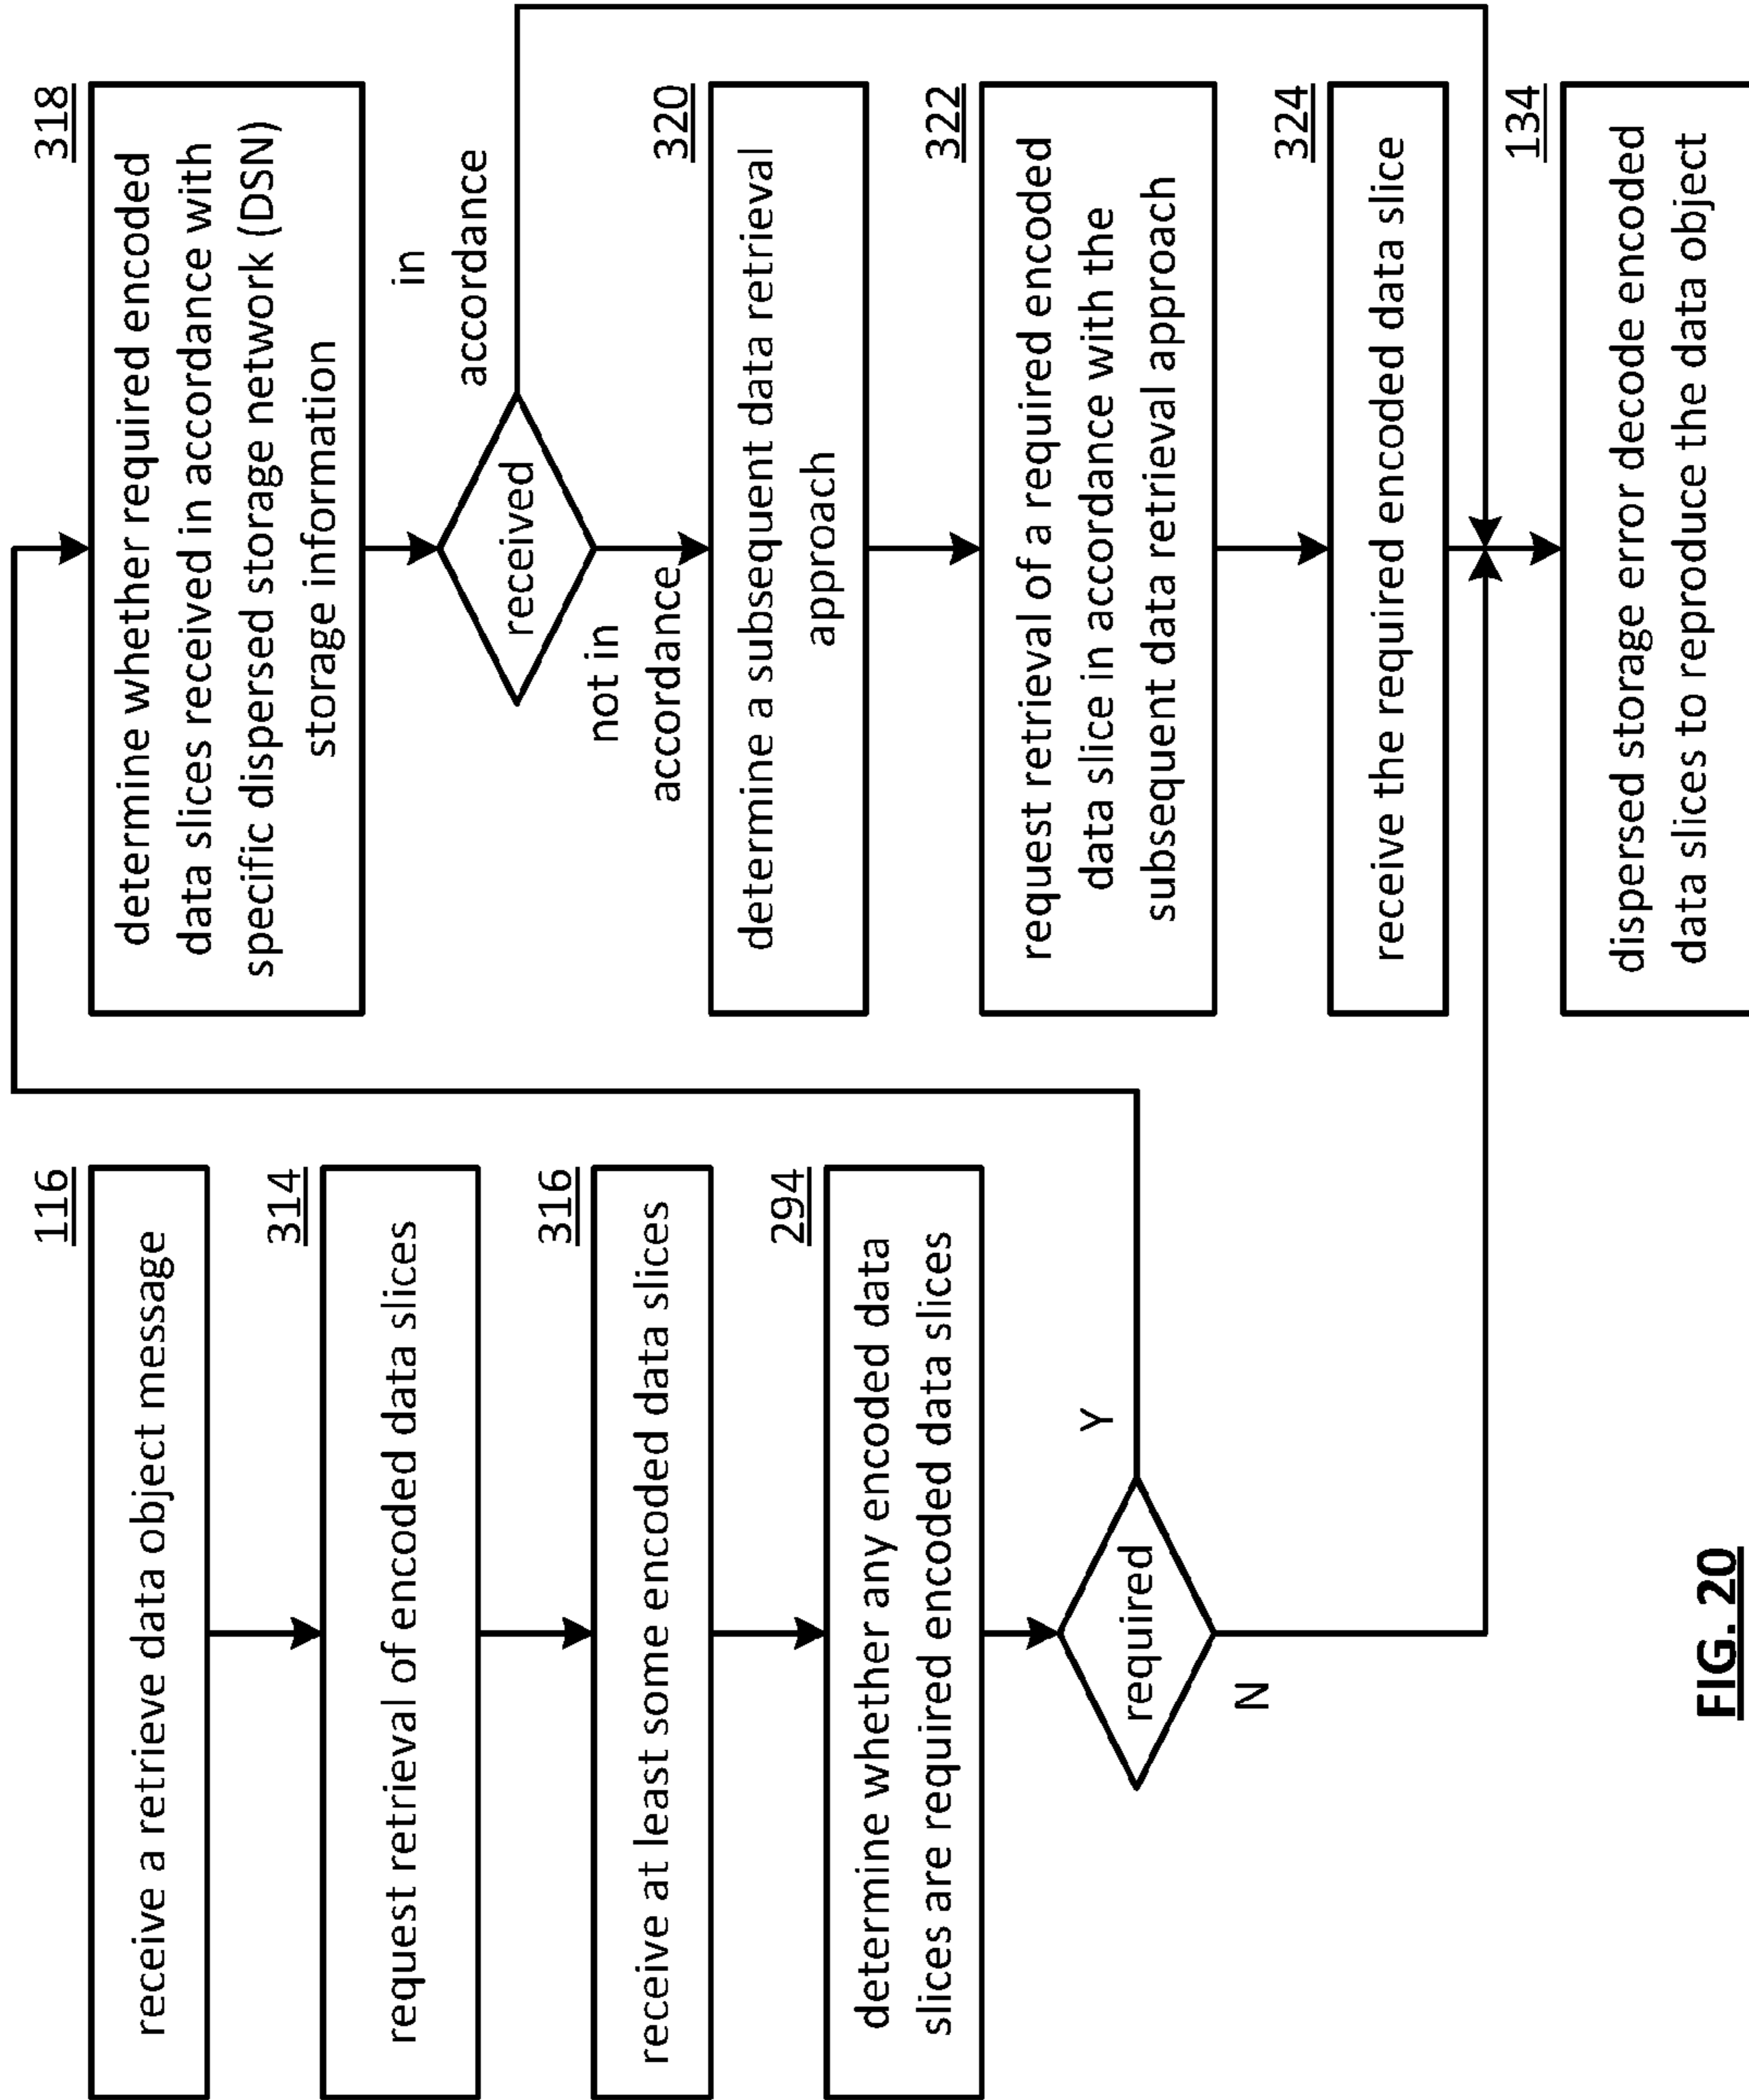 116
receive a retrieve data object message
314
request retrieval of encoded data slices
316
receive at least some encoded data slices
294
determine whether any encoded data
slices are required encoded data slices
required
Y
N
318
determine whether required encoded
data slices received in accordance with
specific dispersed storage network (DSN)
storage information
received
in
accordance
not in
accordance
320
determine a subsequent data retrieval
approach
322
request retrieval of a required encoded
data slice in accordance with the
subsequent data retrieval approach
324
receive the required encoded data slice
134
dispersed storage error decode encoded
data slices to reproduce the data object
FIG. 20